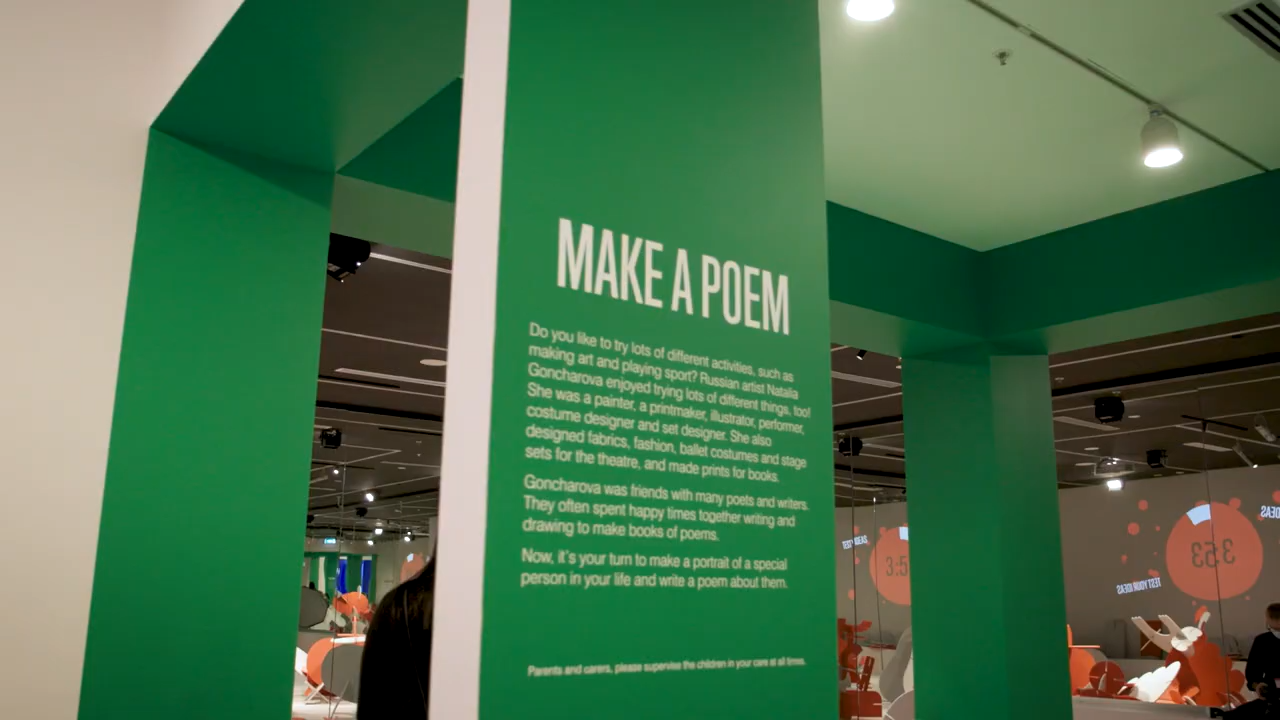 MAKE A POEM
Do you like to try lots of different activities, such as
making art and playing sport? Russian artist Natalia
Goncharova enjoyed trying lots of different things, too!
She was a painter, a printmaker, illustrator, performer,
costume designer and set designer. She also
designed fabrics, fashion, ballet costumes and stage
sets for the theatre, and made prints for books.
Goncharova was friends with many poets and writers.
They often spent happy times together writing and
drawing to make books of poems.
Now, it's your turn to make a portrait of a special
person in your life and write a poem about them.
Parents and carers, please supervise the children in your care at all times.
3:53
TEST YOUR IDEAS